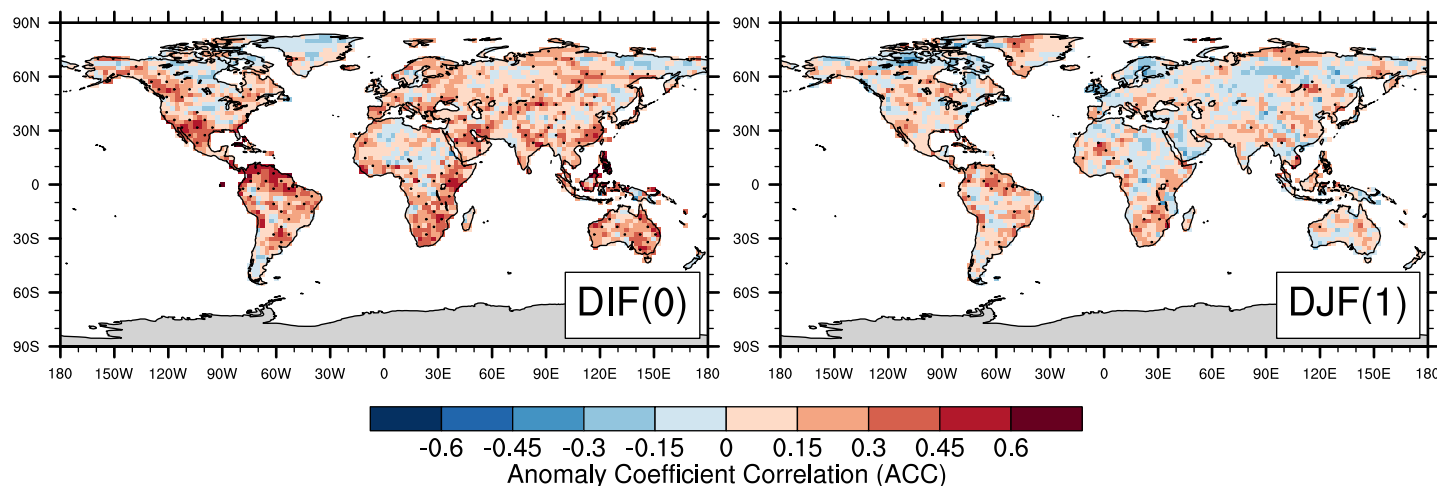 90N 90N
60N 60N
30N 30N
0 0
30S 30S
60S 60S
90S 90S
DIF(0) DJF(1)
180 150W 120W 90W 60W 30W 0 30E 60E 90E 120E 150E 180 180 150W 120W 90W 60W 30W 0 30E 60E 90E 120E 150E 180
-0.6 -0.45 -0.3 -0.15 0 0.15 0.3 0.45 0.6
Anomaly Coefficient Correlation (ACC)